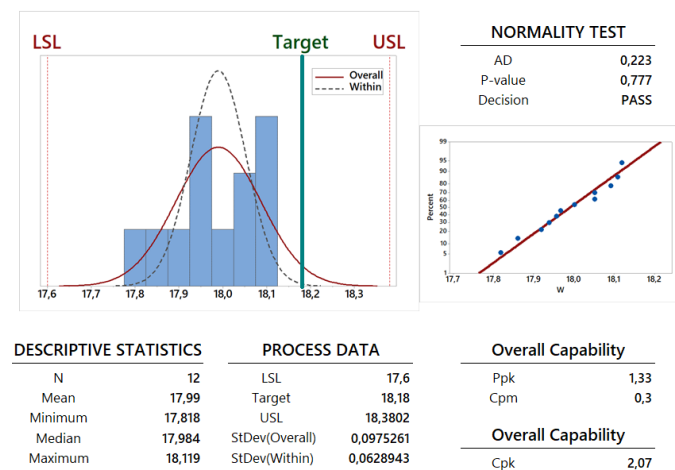 LSL Target USL
Overall
Within
17,6 17,7 17,8 17,9 18,0 18,1 18,2 18,3
NORMALITY TEST
AD 0,223
P-value 0,777
Decision PASS
Percent
99
95
90
80
70
60
50
40
30
20
10
5
1
17,7 17,8 17,9 18,0 18,1 18,2
W
DESCRIPTIVE STATISTICS
N 12
Mean 17,99
Minimum 17,818
Median 17,984
Maximum 18,119
PROCESS DATA
LSL 17,6
Target 18,18
USL 18,3802
StDev(Overall) 0,0975261
StDev(Within) 0,0628943
Overall Capability
Ppk 1,33
Cpm 0,3
Overall Capability
Cpk 2,07